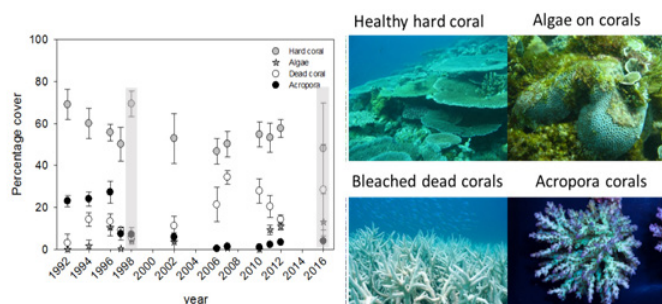 100
80
60
40
20
0
Percentage cover
Hard coral
Algae
Dead coral
Acropora
1992
1994
1996
1998
2000
2002
2004
2006
2008
2010
2012
2014
2016
year
Healthy hard coral
Algae on corals
Bleached dead corals
Acropora corals